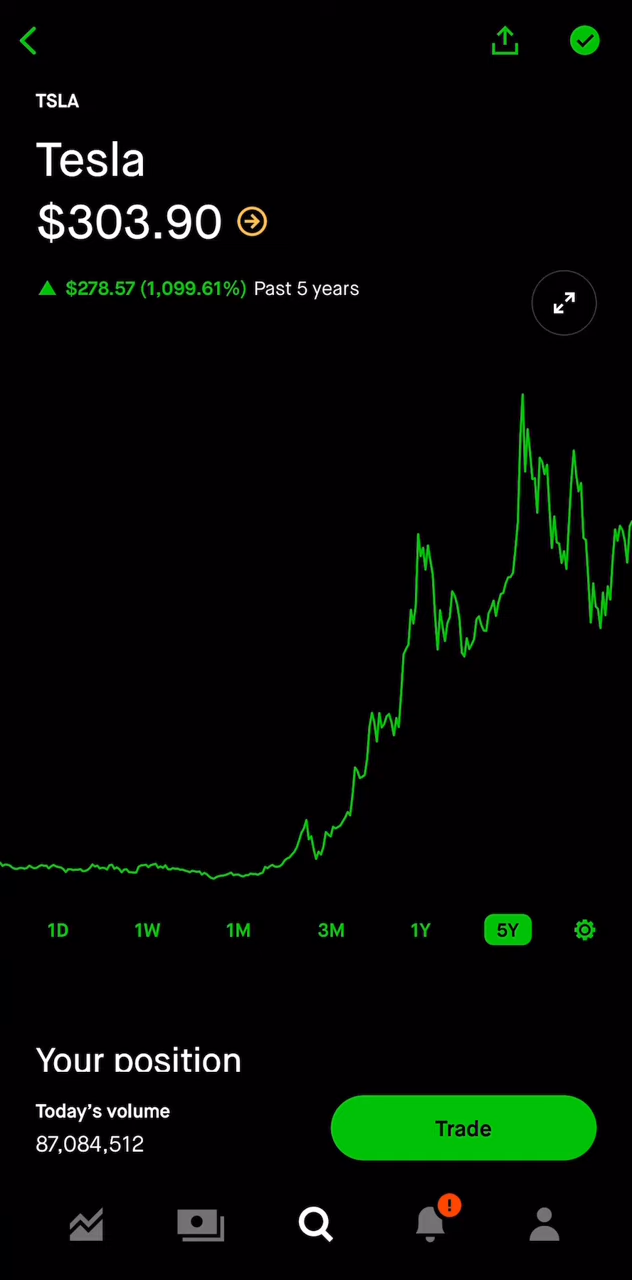 TSLA
Tesla
$303.90
$278.57 (1,099.61%) Past 5 years
1D 1W 1M 3M 1Y 5Y
Your position
Today's volume
87,084,512
Trade
!